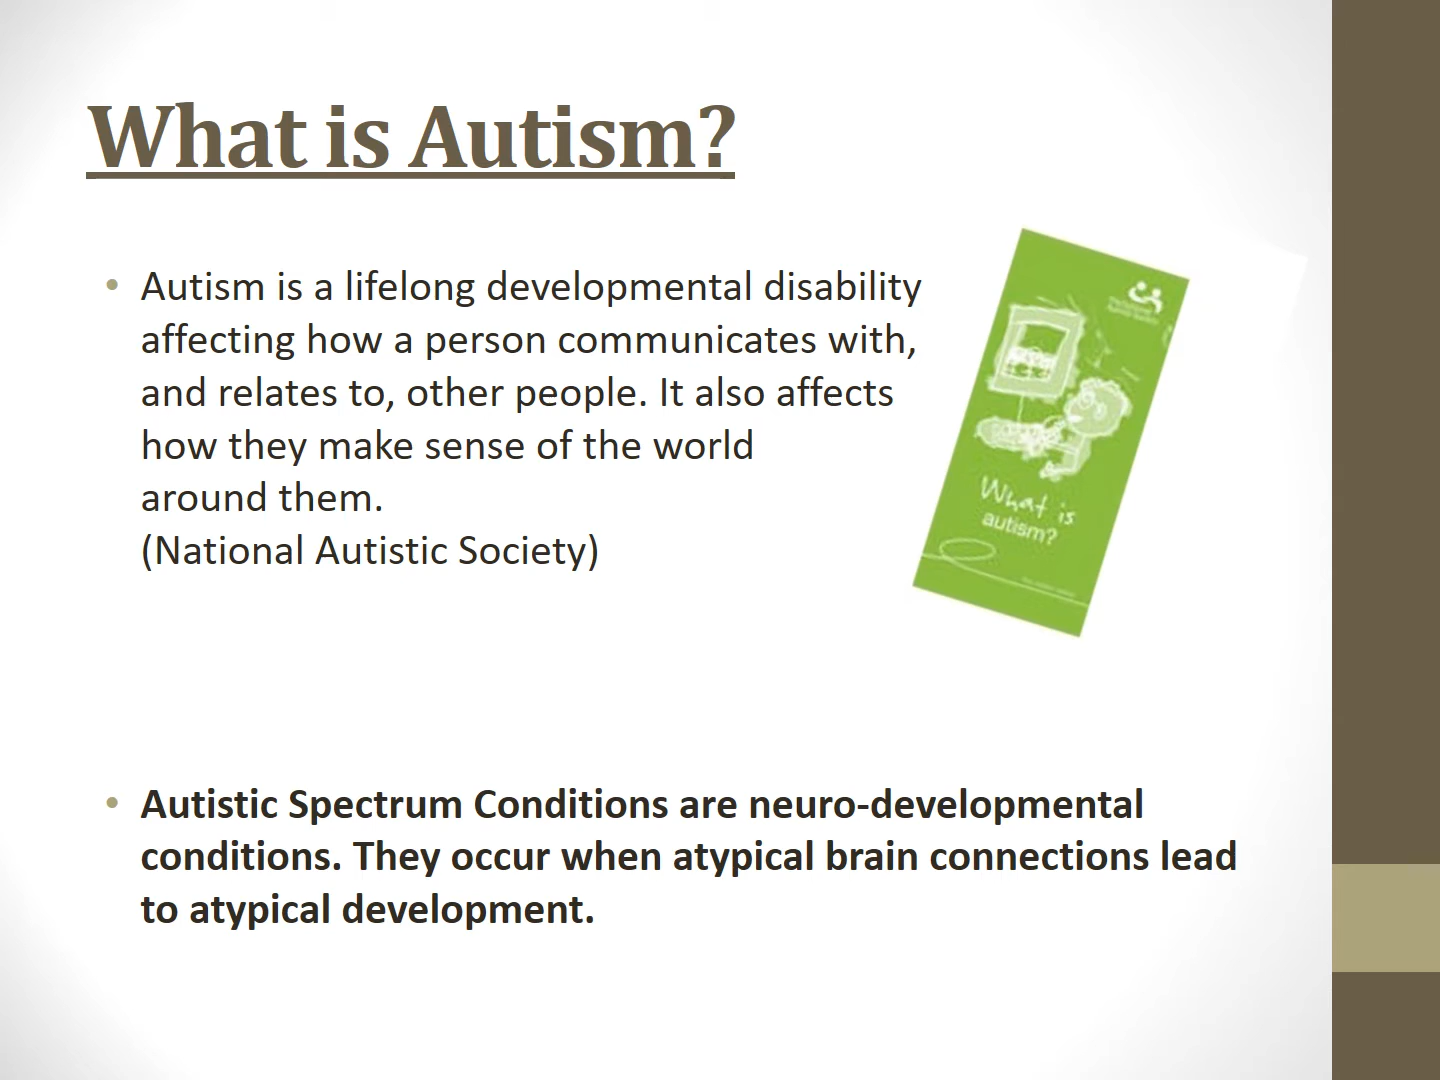 What is Autism?
• Autism is a lifelong developmental disability
affecting how a person communicates with,
and relates to, other people. It also affects
how they make sense of the world
around them.
(National Autistic Society)
What is
autism?
• Autistic Spectrum Conditions are neuro-developmental
conditions. They occur when atypical brain connections lead
to atypical development.